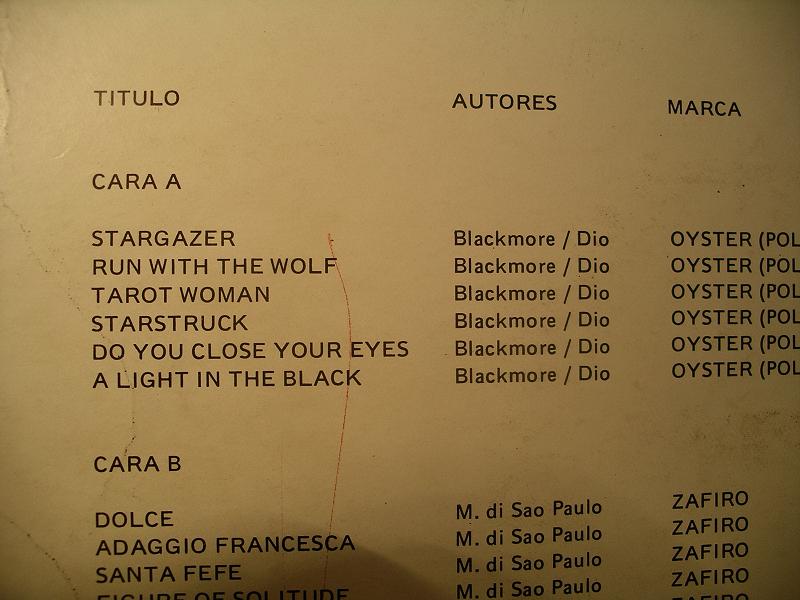 TITULO AUTORES MARCA
CARA A
STARGAZER Blackmore / Dio OYSTER (POL
RUN WITH THE WOLF Blackmore / Dio OYSTER (POL
TAROT WOMAN Blackmore / Dio OYSTER (POL
STARSTRUCK Blackmore / Dio OYSTER (POL
DO YOU CLOSE YOUR EYES Blackmore / Dio OYSTER (POL
A LIGHT IN THE BLACK Blackmore / Dio OYSTER (POL
CARA B
DOLCE M. di Sao Paulo ZAFIRO
ADAGGIO FRANCESCA M. di Sao Paulo ZAFIRO
SANTA FEFE M. di Sao Paulo ZAFIRO
FIGURE OF SOLITUDE M. di Sao Paulo ZAFIRO